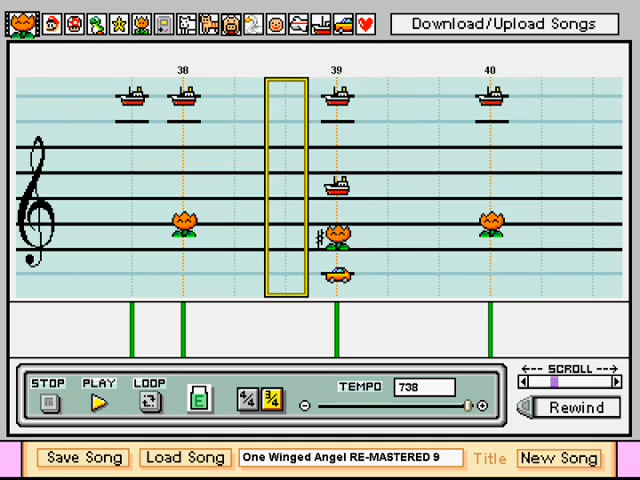 Download/Upload Songs
38 39 40
STOP PLAY LOOP
E
4/4 3/4
TEMPO 738
<-- SCROLL -->
Rewind
Save Song Load Song One Winged Angel RE-MASTERED 9 Title New Song